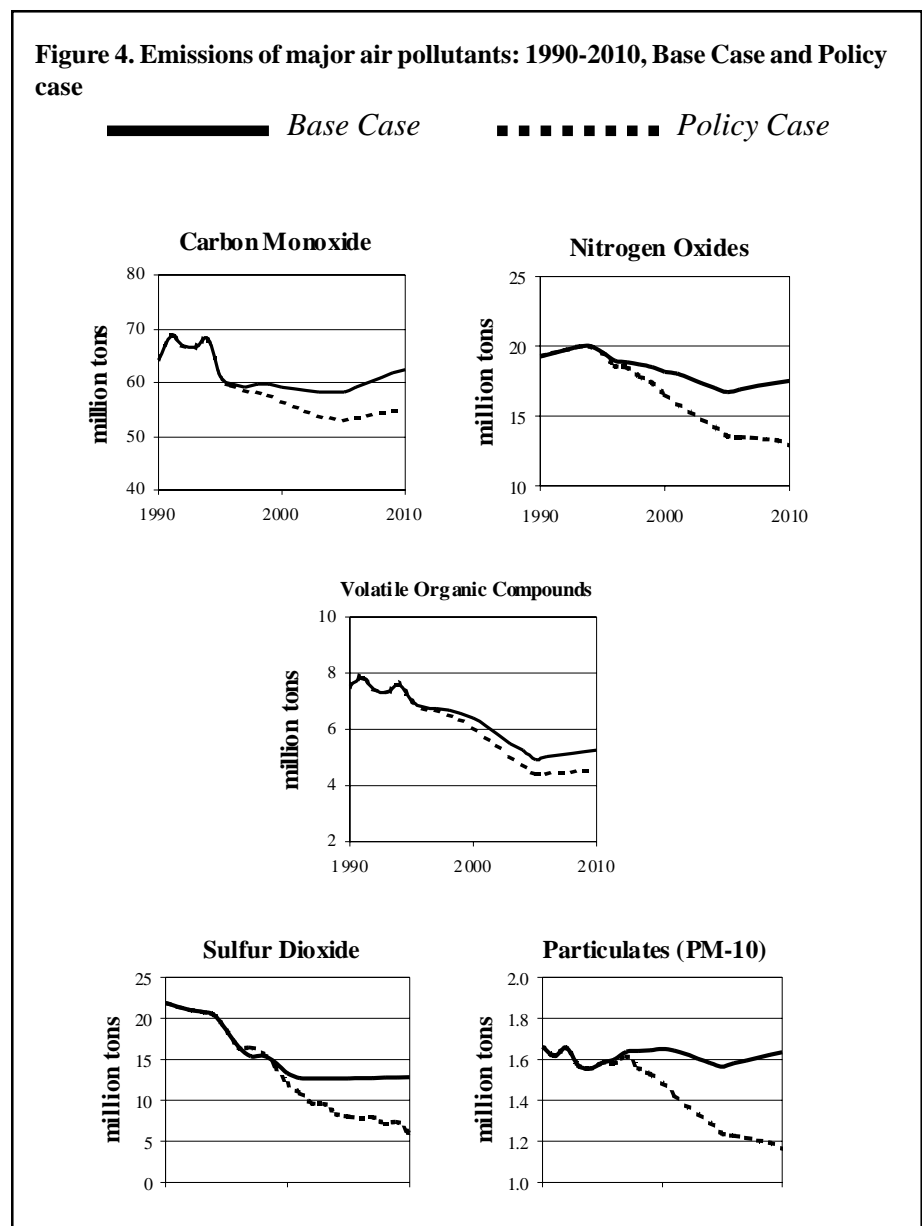 Figure 4. Emissions of major air pollutants: 1990-2010, Base Case and Policy
case
Base Case
Policy Case
Carbon Monoxide
80
70
60
50
40
million tons
1990
2000
2010
Nitrogen Oxides
25
20
15
10
million tons
1990
2000
2010
Volatile Organic Compounds
10
8
6
4
2
million tons
1990
2000
2010
Sulfur Dioxide
25
20
15
10
5
0
million tons
Particulates (PM-10)
2.0
1.8
1.6
1.4
1.2
1.0
million tons